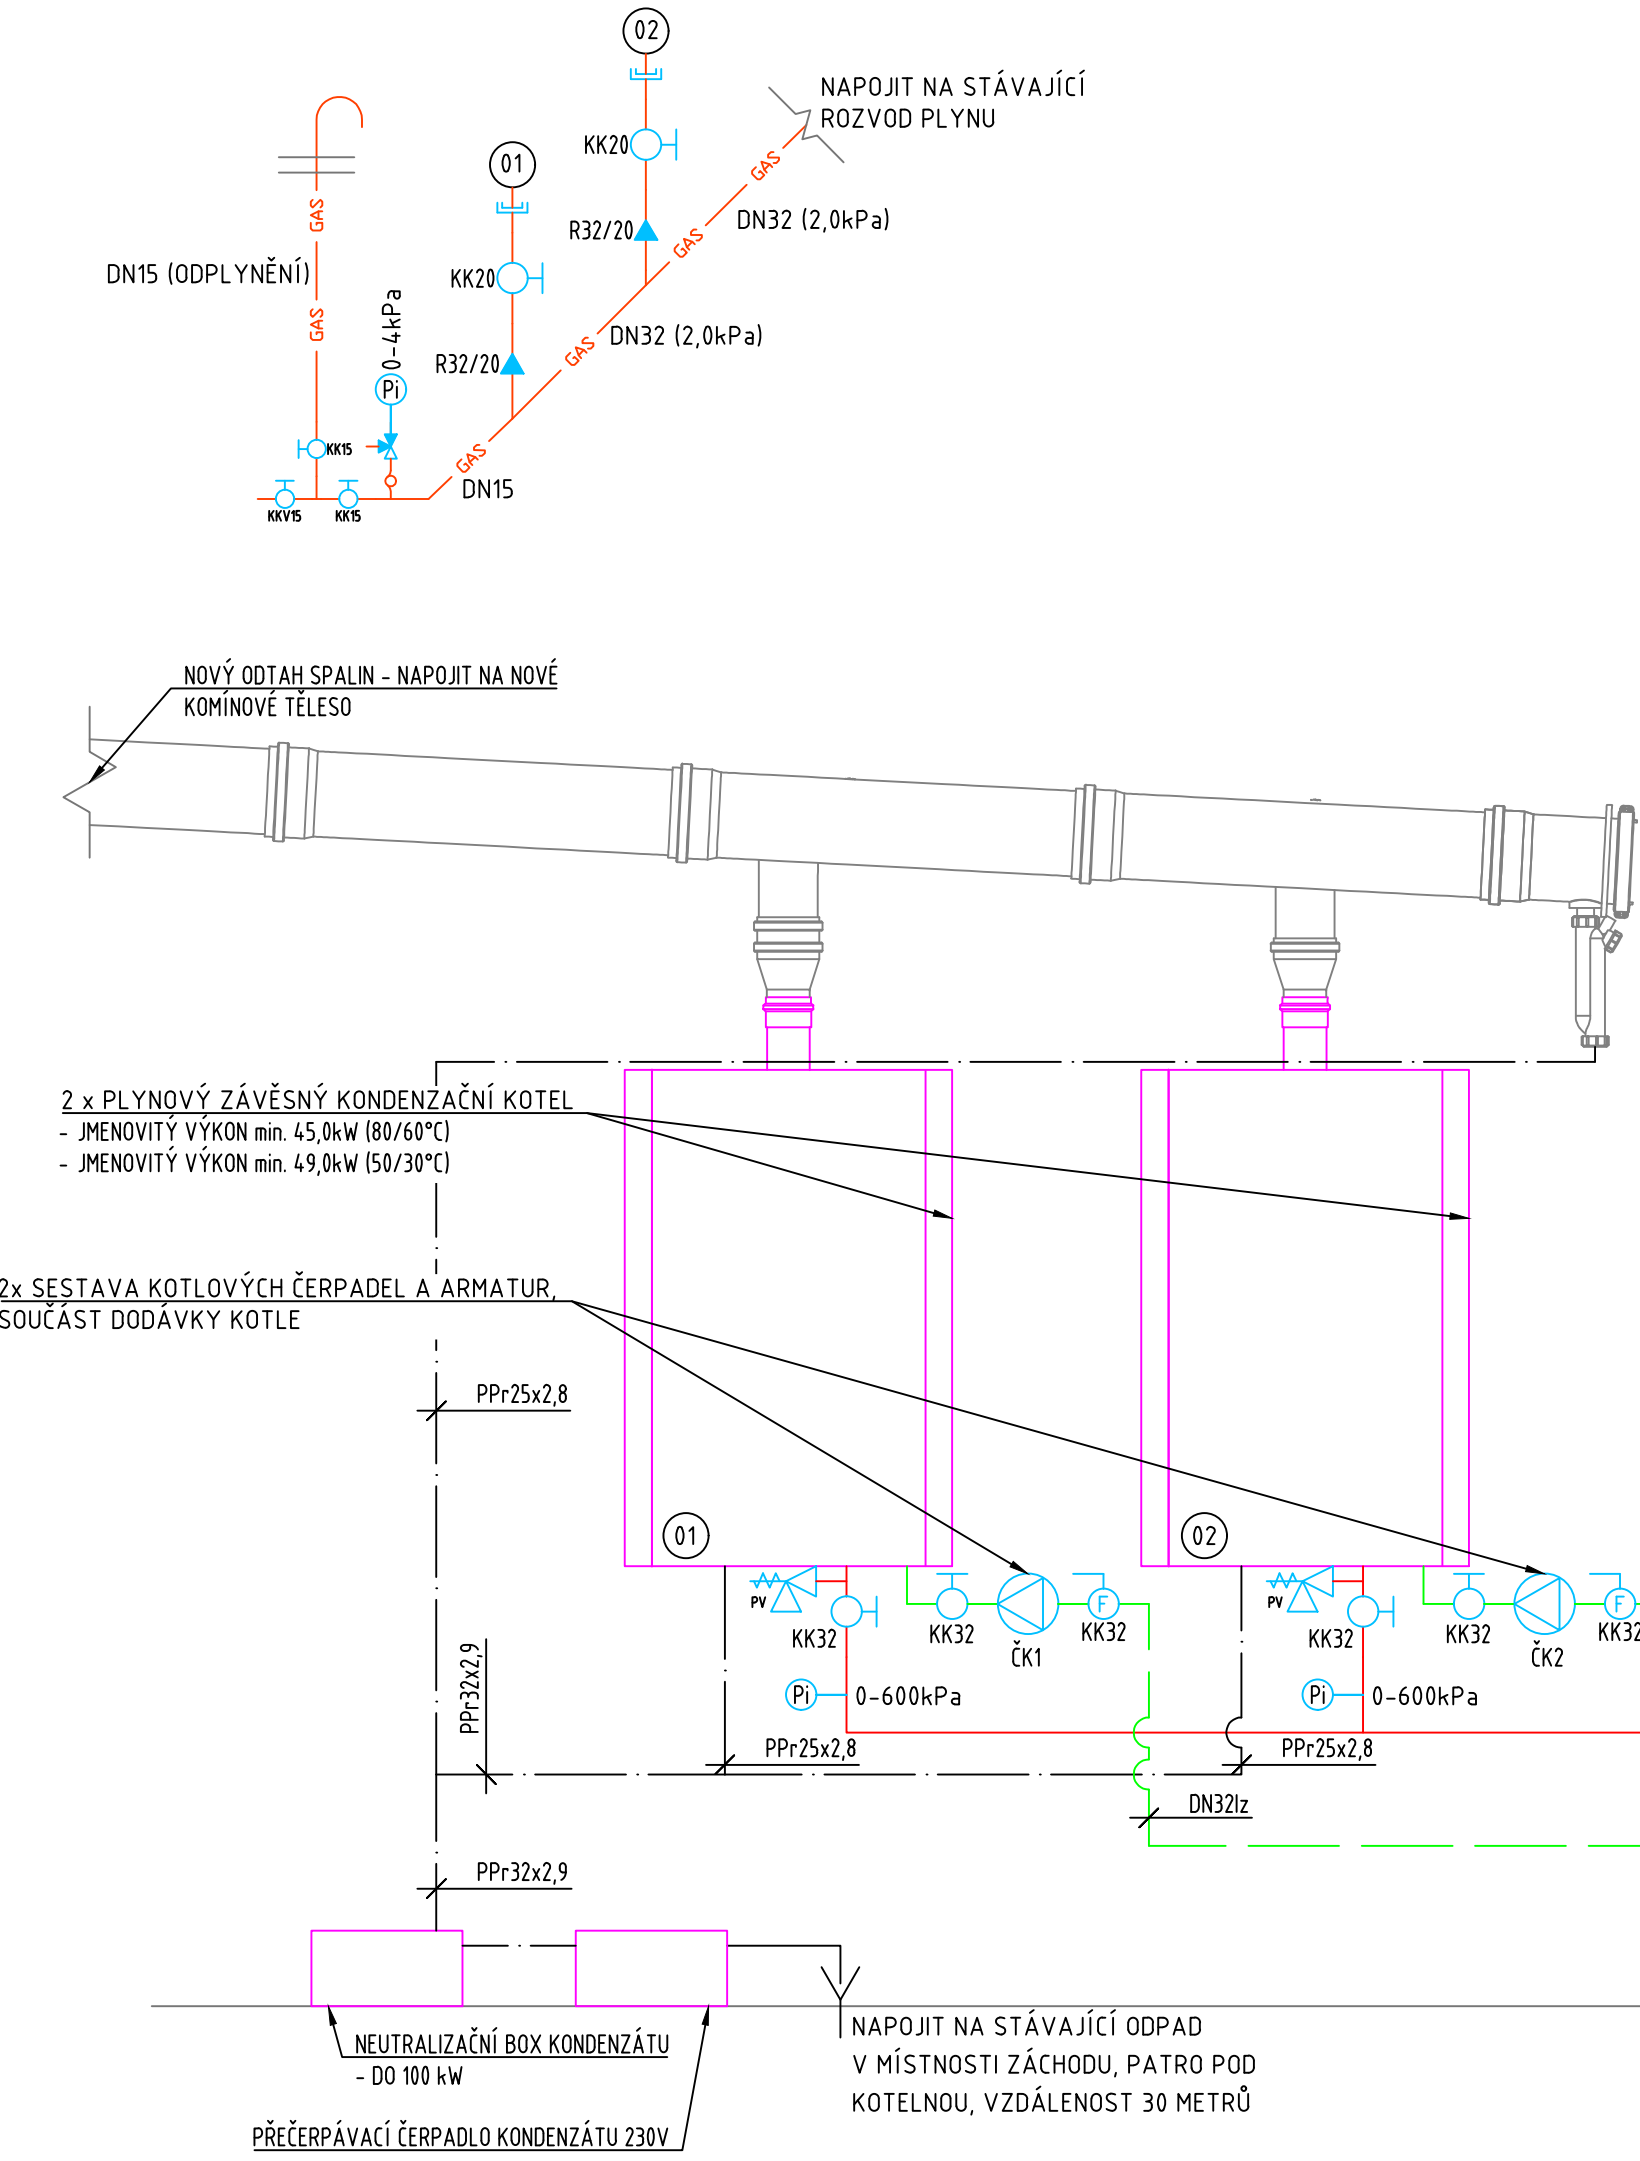 02
NAPOJIT NA STÁVAJÍCÍ
ROZVOD PLYNU
KK20
01
GAS
GAS
DN32 (2,0kPa)
R32/20
GAS
DN15 (ODPLYNĚNÍ)
KK20
0-4kPa
GAS
DN32 (2,0kPa)
GAS
R32/20
Pi
KK15
GAS
DN15
KKV15
KK15
NOVÝ ODTAH SPALIN - NAPOJIT NA NOVÉ
KOMÍNOVÉ TĚLESO
2 x PLYNOVÝ ZÁVĚSNÝ KONDENZAČNÍ KOTEL
- JMENOVITÝ VÝKON min. 45,0kW (80/60°C)
- JMENOVITÝ VÝKON min. 49,0kW (50/30°C)
2x SESTAVA KOTLOVÝCH ČERPADEL A ARMATUR,
SOUČÁST DODÁVKY KOTLE
PPr25x2,8
01
02
PV
KK32
KK32
F
KK32
ČK1
PV
KK32
KK32
F
KK32
ČK2
Pi
0-600kPa
Pi
0-600kPa
PPr32x2,9
PPr25x2,8
PPr25x2,8
DN32Iz
PPr32x2,9
NEUTRALIZAČNÍ BOX KONDENZÁTU
- DO 100 kW
PŘEČERPÁVACÍ ČERPADLO KONDENZÁTU 230V
NAPOJIT NA STÁVAJÍCÍ ODPAD
V MÍSTNOSTI ZÁCHODU, PATRO POD
KOTELNOU, VZDÁLENOST 30 METRŮ